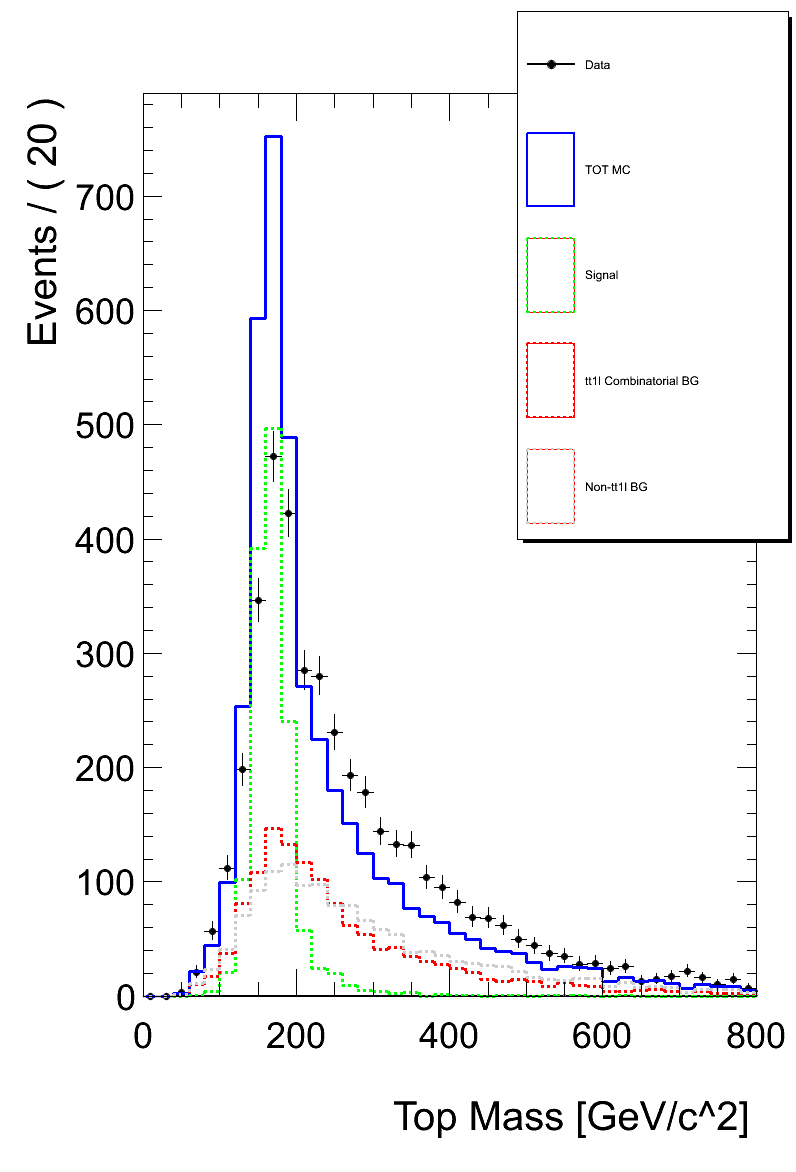 Data
TOT MC
Signal
tt1l Combinatorial BG
Non-tt1l BG
Events / ( 20 )
700
600
500
400
300
200
100
0
0 200 400 600 800
Top Mass [GeV/c^2]